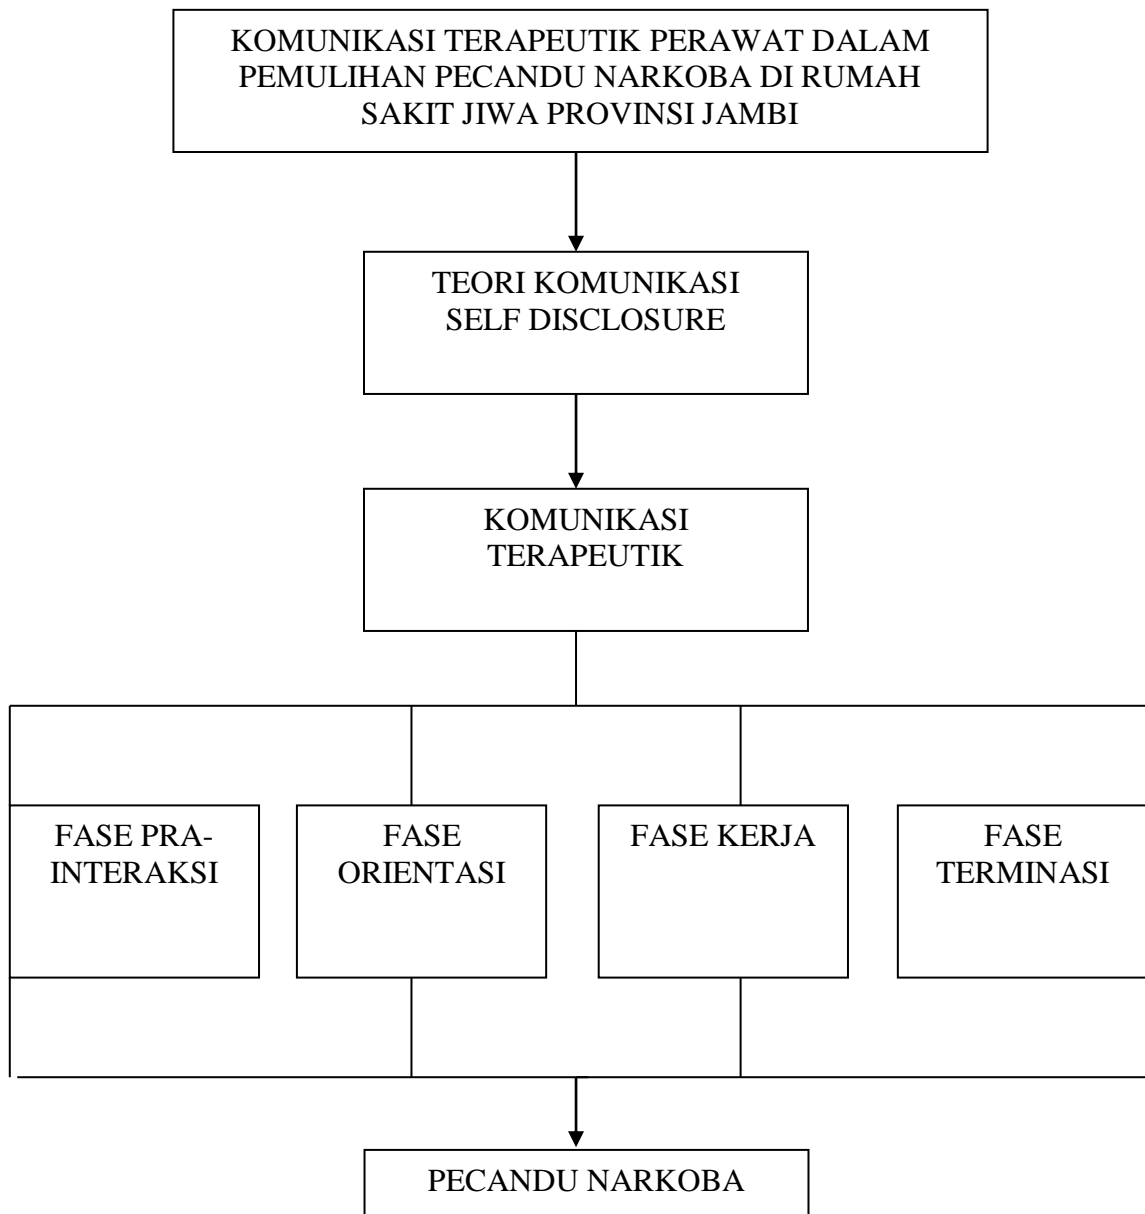 KOMUNIKASI TERAPEUTIK PERAWAT DALAM
PEMULIHAN PECANDU NARKOBA DI RUMAH
SAKIT JIWA PROVINSI JAMBI
TEORI KOMUNIKASI
SELF DISCLOSURE
KOMUNIKASI
TERAPEUTIK
FASE PRA-
INTERAKSI
FASE
ORIENTASI
FASE KERJA
FASE
TERMINASI
PECANDU NARKOBA